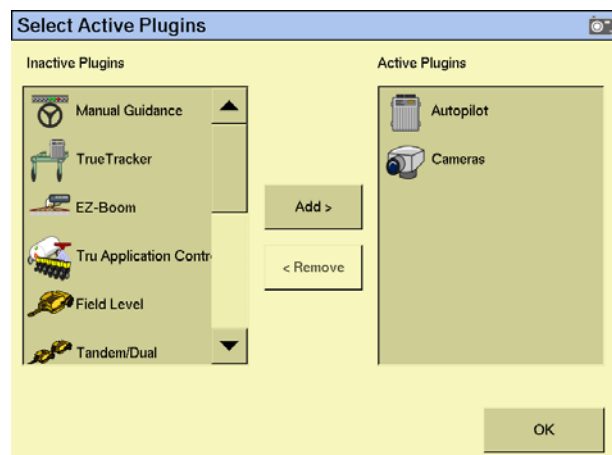 Select Active Plugins
Inactive Plugins
Active Plugins
Manual Guidance
TrueTracker
EZ-Boom
Tru Application Contr
Field Level
Tandem/Dual
Add >
< Remove
Autopilot
Cameras
OK